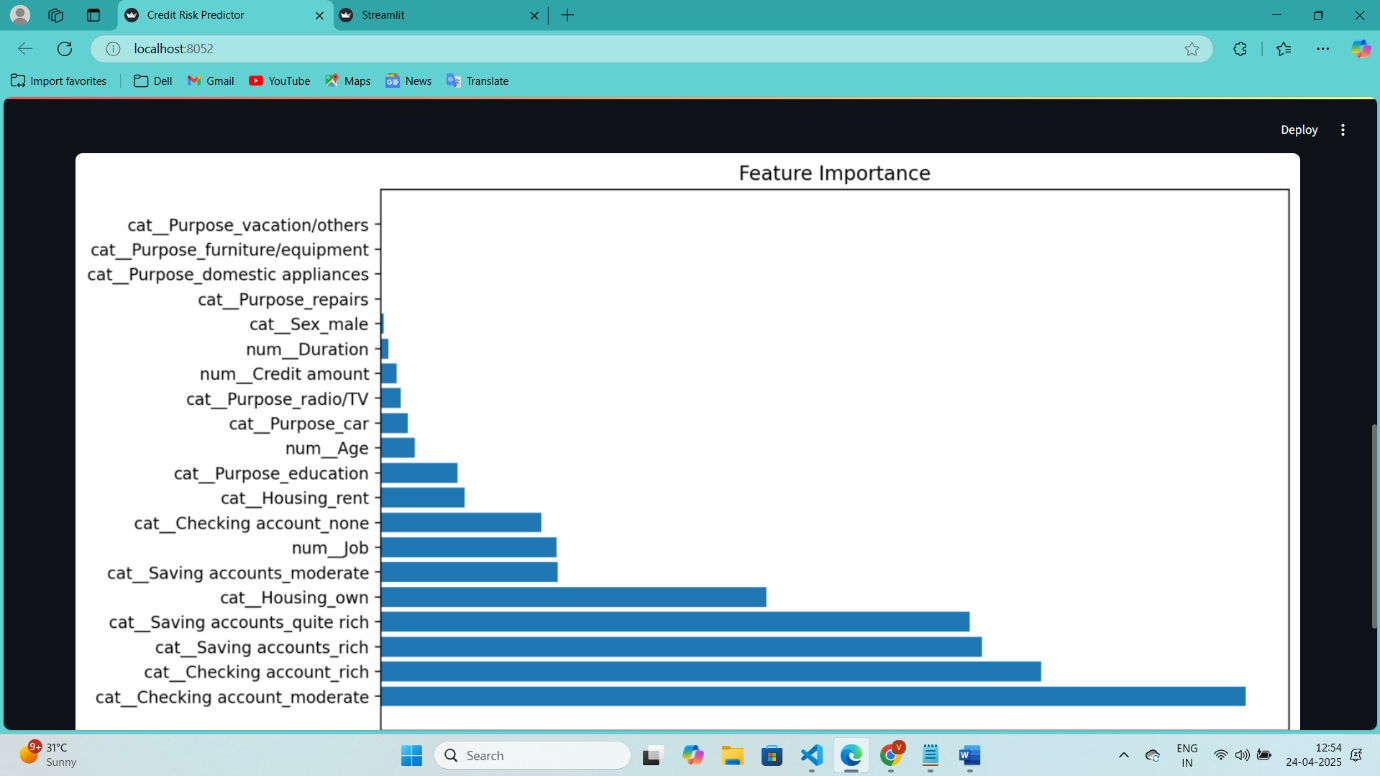 Credit Risk Predictor
Streamlit
localhost:8052
Import favorites
Dell
Gmail
YouTube
Maps
News
Translate
Deploy
Feature Importance
cat__Purpose_vacation/others
cat__Purpose_furniture/equipment
cat__Purpose_domestic appliances
cat__Purpose_repairs
cat__Sex_male
num__Duration
num__Credit amount
cat__Purpose_radio/TV
cat__Purpose_car
num__Age
cat__Purpose_education
cat__Housing_rent
cat__Checking account_none
num__Job
cat__Saving accounts_moderate
cat__Housing_own
cat__Saving accounts_quite rich
cat__Saving accounts_rich
cat__Checking account_rich
cat__Checking account_moderate
9+
31°C
Sunny
Search
V
W
ENG
IN
12:54
24-04-2025